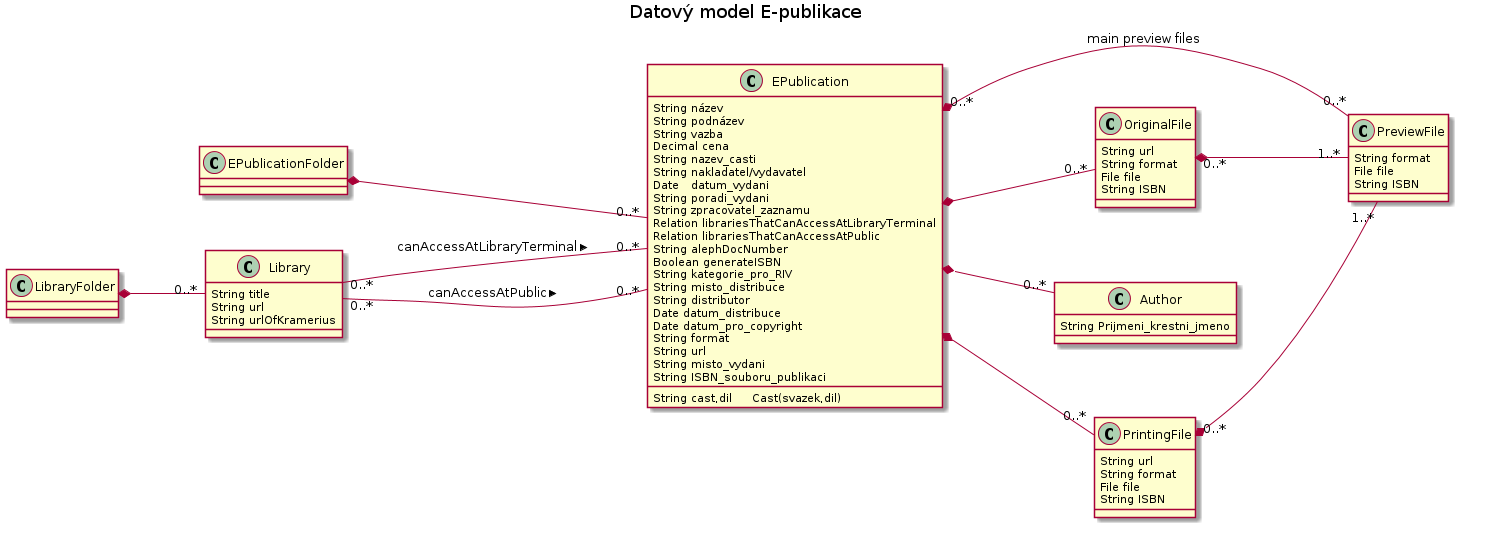 Datový model E-publikace
main preview files
C EPublication
String název
String podnázev
String vazba
Decimal cena
String nazev_casti
String nakladatel/vydavatel
Date datum_vydani
String poradi_vydani
String zpracovatel_zaznamu
Relation librariesThatCanAccessAtLibraryTerminal
Relation librariesThatCanAccessAtPublic
String alephDocNumber
Boolean generateISBN
String kategorie_pro_RIV
String misto_distribuce
String distributor
Date datum_distribuce
Date datum_pro_copyright
String format
String url
String misto_vydani
String ISBN_souboru_publikaci
String cast,dil Cast(svazek,dil)
C EPublicationFolder
0..*
C LibraryFolder
0..*
C Library
String title
String url
String urlOfKramerius
canAccessAtLibraryTerminal ►
0..*
0..*
canAccessAtPublic ►
0..*
0..*
0..*
0..*
C OriginalFile
String url
String format
File file
String ISBN
0..*
0..*
1..*
C PreviewFile
String format
File file
String ISBN
1..*
C Author
String Prijmeni_krestni_jmeno
0..*
C PrintingFile
String url
String format
File file
String ISBN
0..*
0..*